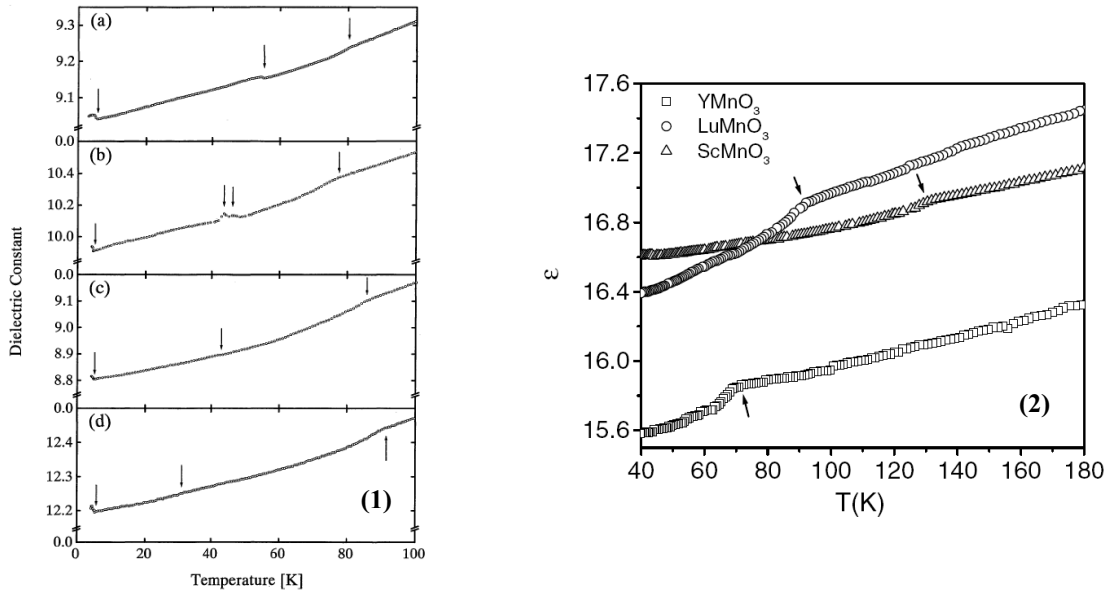 (a)
9.3
9.2
9.1
0.0
(b)
10.4
10.2
10.0
0.0
(c)
9.1
9.0
8.9
8.8
0.0
(d)
12.4
12.3
12.2
0.0
(1)
0 20 40 60 80 100
Temperature [K]
Dielectric Constant
17.6
17.2
16.8
16.4
16.0
15.6
ε
YMnO3
LuMnO3
ScMnO3
(2)
40 60 80 100 120 140 160 180
T(K)